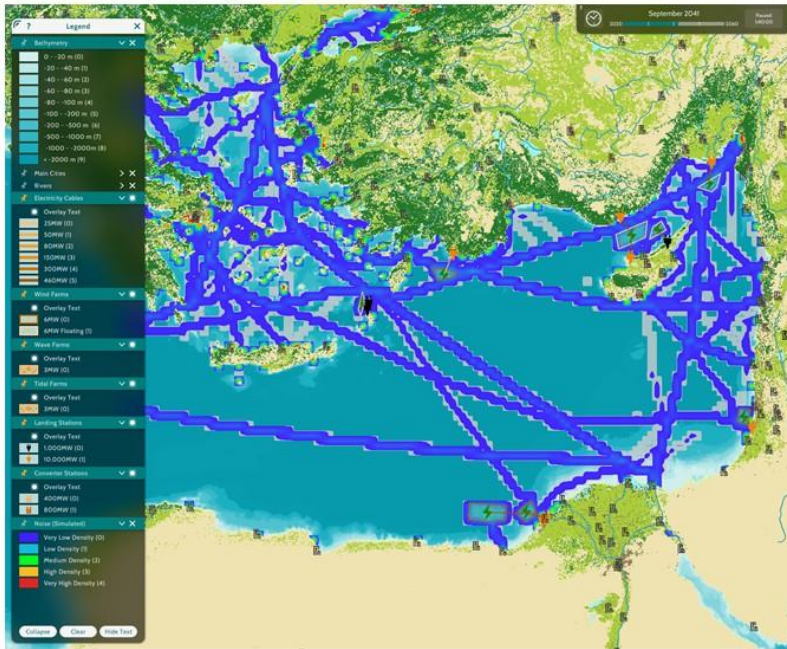 ? Legend
Bathymetry
0 - -20 m (0)
-20 - -40 m (1)
-40 - -60 m (2)
-60 - -80 m (3)
-80 - -100 m (4)
-100 - -200 m (5)
-200 - -500 m (6)
-500 - -1000 m (7)
-1000 - -2000m (8)
< -2000 m (9)
Main Cities
Rivers
Electricity Cables
Overlay Text
25MW (0)
50MW (1)
80MW (2)
150MW (3)
300MW (4)
460MW (5)
Wind Farms
Overlay Text
6MW (0)
6MW Floating (1)
Wave Farms
Overlay Text
3MW (0)
Tidal Farms
Overlay Text
3MW (0)
Landing Stations
Overlay Text
1.000MW (0)
10.000MW (1)
Converter Stations
Overlay Text
400MW (0)
800MW (1)
Noise (Simulated)
Very Low Density (0)
Low Density (1)
Medium Density (2)
High Density (3)
Very High Density (4)
Collapse Clear Hide Text
September 2041
2020 2060
Paused